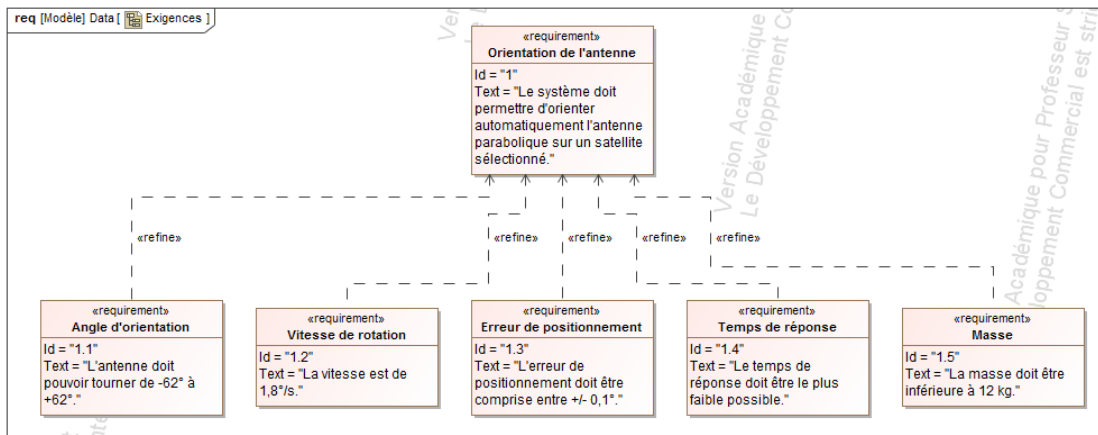 req [Modèle] Data [ Exigences ]
«requirement»
Orientation de l'antenne
Id = "1"
Text = "Le système doit
permettre d'orienter
automatiquement l'antenne
parabolique sur un satellite
sélectionné."
«refine»
«refine»
«refine»
«refine»
«refine»
«requirement»
Angle d'orientation
Id = "1.1"
Text = "L'antenne doit
pouvoir tourner de -62° à
+62°."
«requirement»
Vitesse de rotation
Id = "1.2"
Text = "La vitesse est de
1,8°/s."
«requirement»
Erreur de positionnement
Id = "1.3"
Text = "L'erreur de
positionnement doit être
comprise entre +/- 0,1°."
«requirement»
Temps de réponse
Id = "1.4"
Text = "Le temps de
réponse doit être le plus
faible possible."
«requirement»
Masse
Id = "1.5"
Text = "La masse doit être
inférieure à 12 kg."
Version Académique
Le Développement Co
Académique pour Professeur S
loppement Commercial est stri